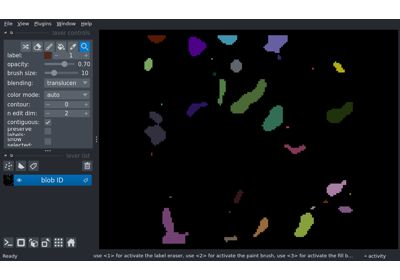 File View Plugins Window Help
layer controls
label: 1
opacity: 0.70
brush size: 10
blending: translucen
color mode: auto
contour: 0
n edit dim: 2
contiguous:
preserve labels:
show selected:
layer list
blob ID
Ready
use <1> for activate the label eraser, use <2> for activate the paint brush, use <3> for activate the fill b...
activity